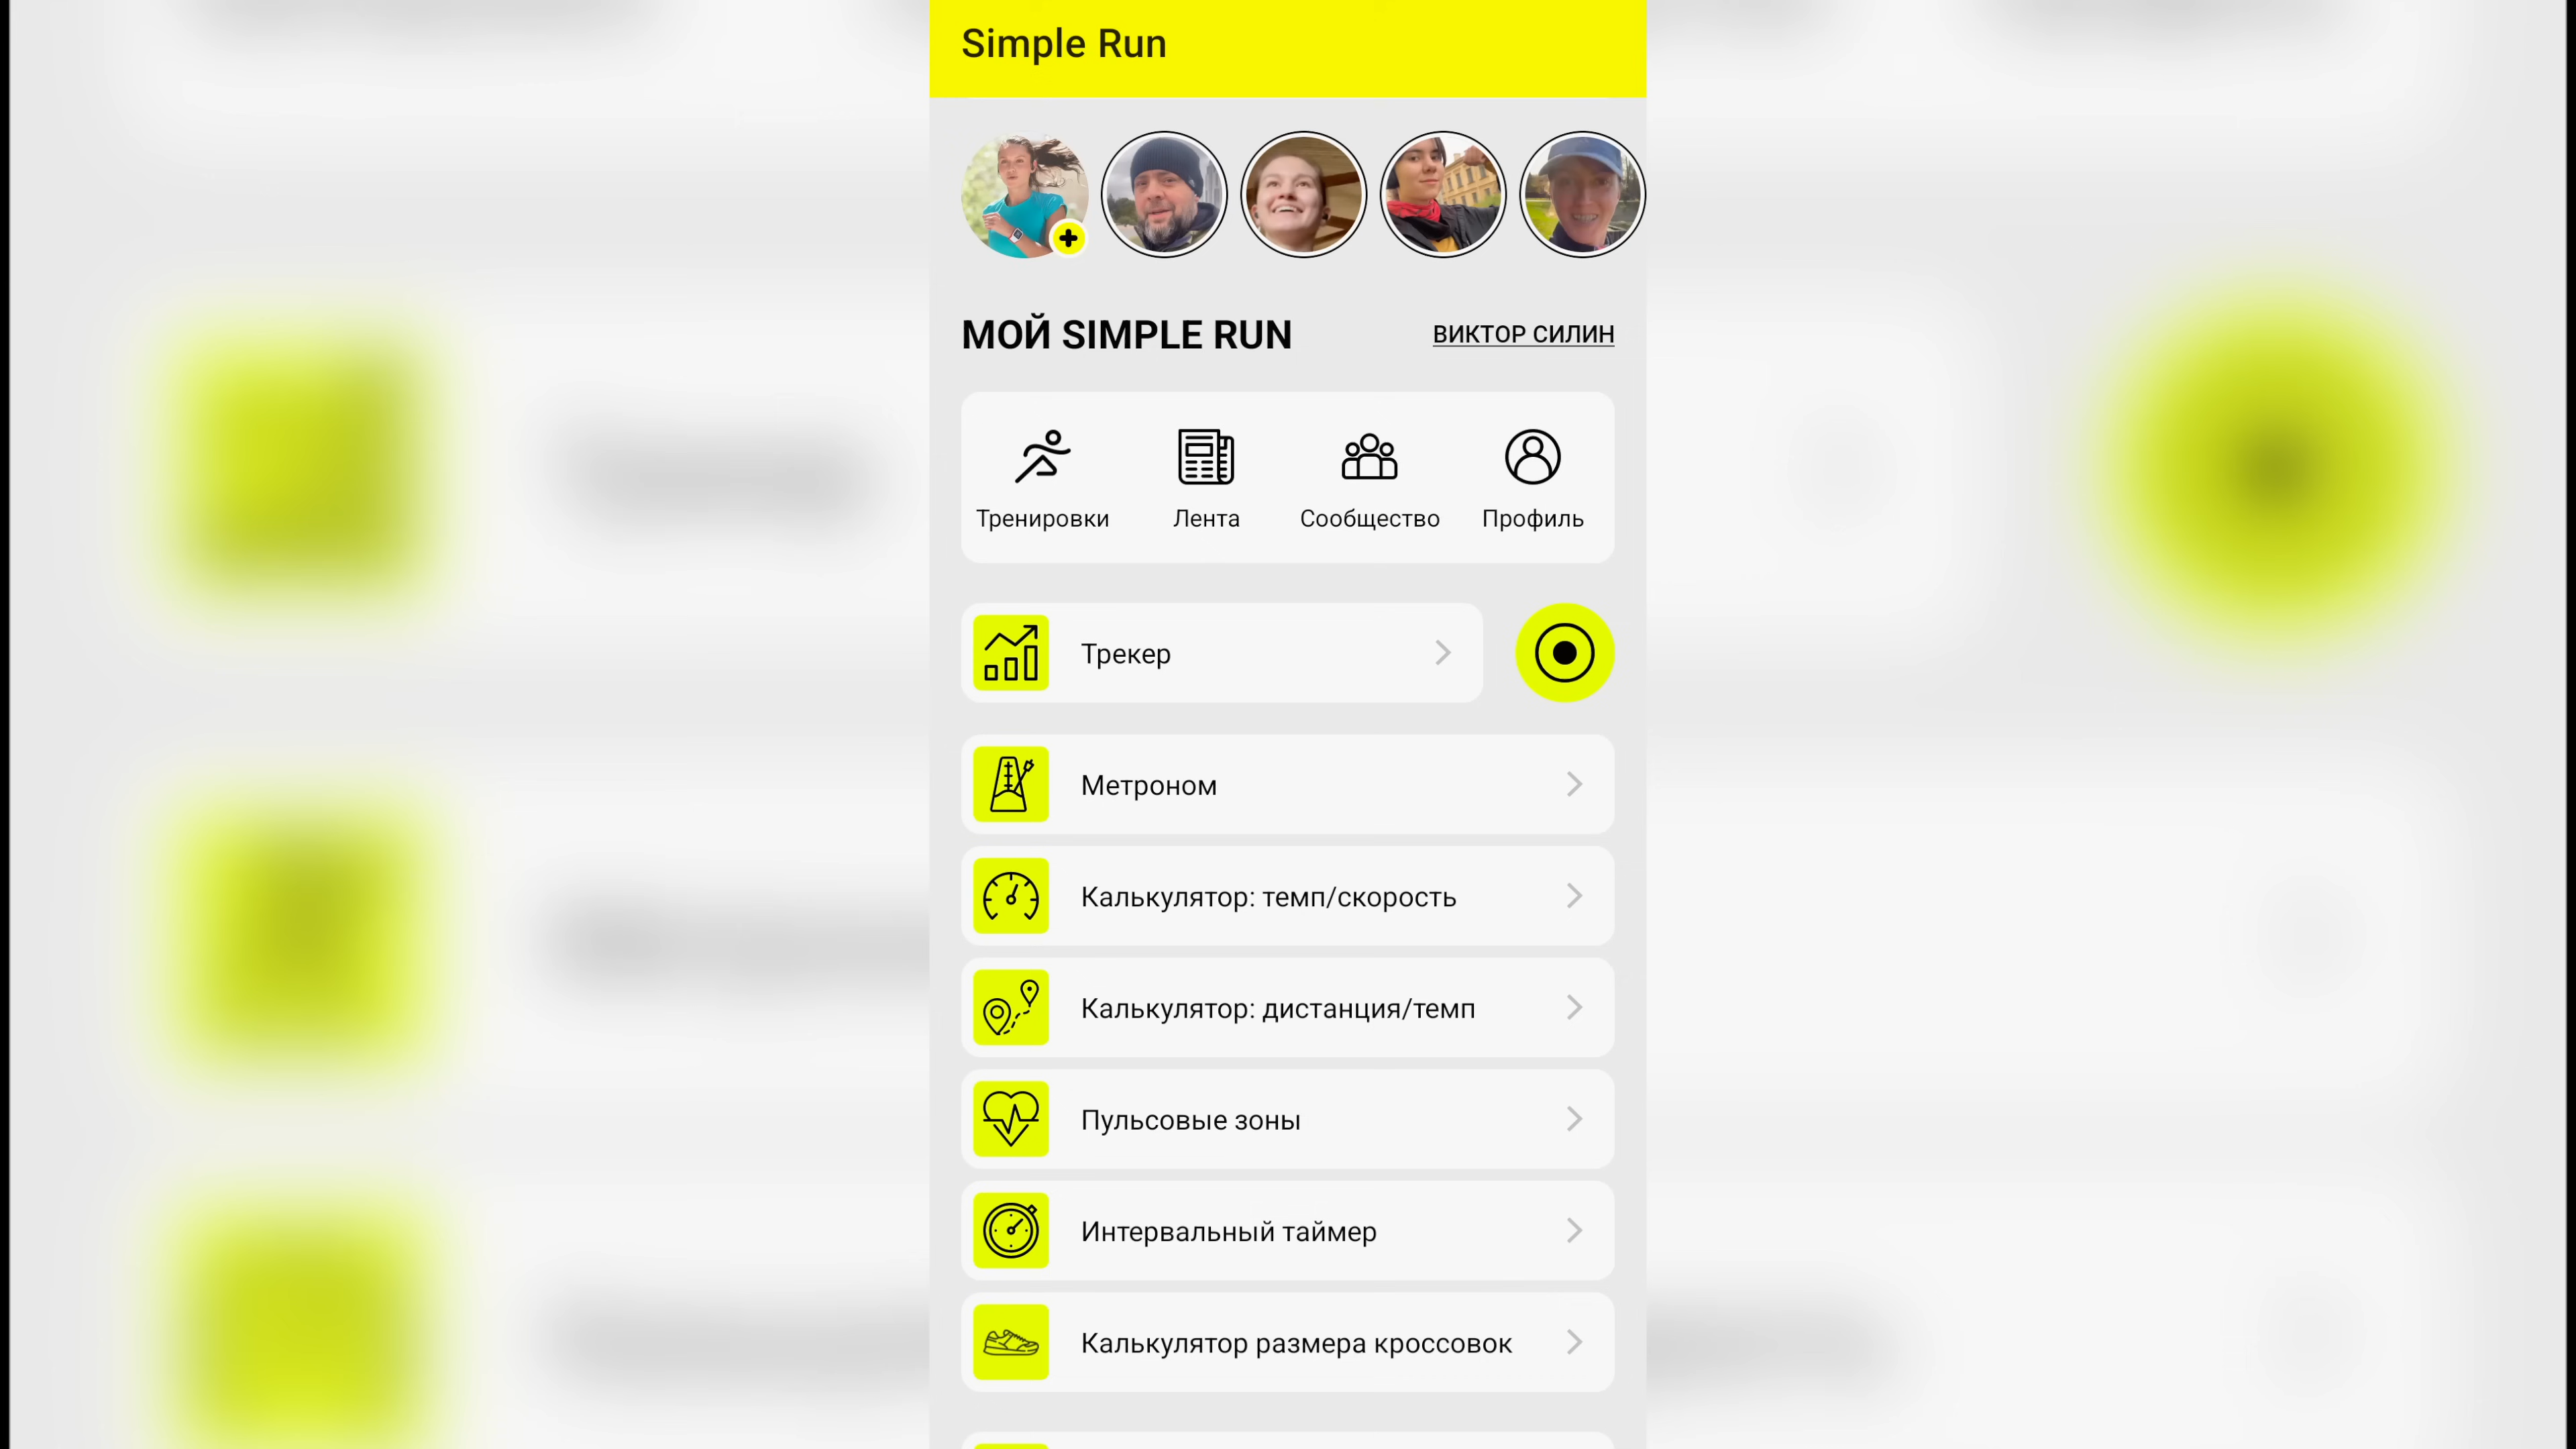 Simple Run
МОЙ SIMPLE RUN
ВИКТОР СИЛИН
Тренировки
Лента
Сообщество
Профиль
Трекер
Метроном
Калькулятор: темп/скорость
Калькулятор: дистанция/темп
Пульсовые зоны
Интервальный таймер
Калькулятор размера кроссовок